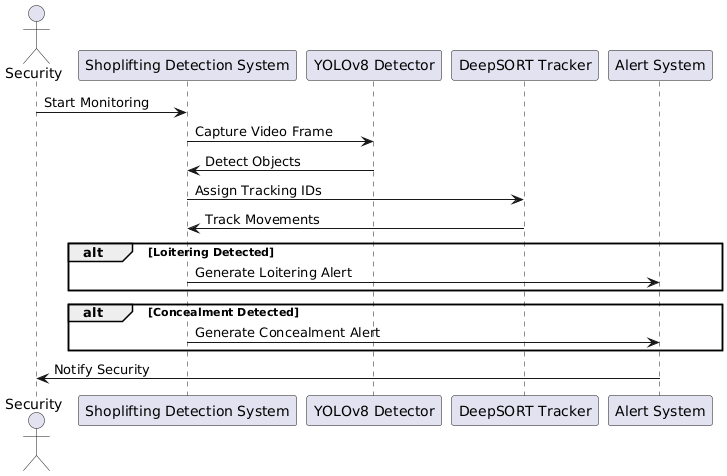 Security
Shoplifting Detection System
YOLOv8 Detector
DeepSORT Tracker
Alert System
Start Monitoring
Capture Video Frame
Detect Objects
Assign Tracking IDs
Track Movements
alt [Loitering Detected]
Generate Loitering Alert
alt [Concealment Detected]
Generate Concealment Alert
Notify Security
Security
Shoplifting Detection System
YOLOv8 Detector
DeepSORT Tracker
Alert System